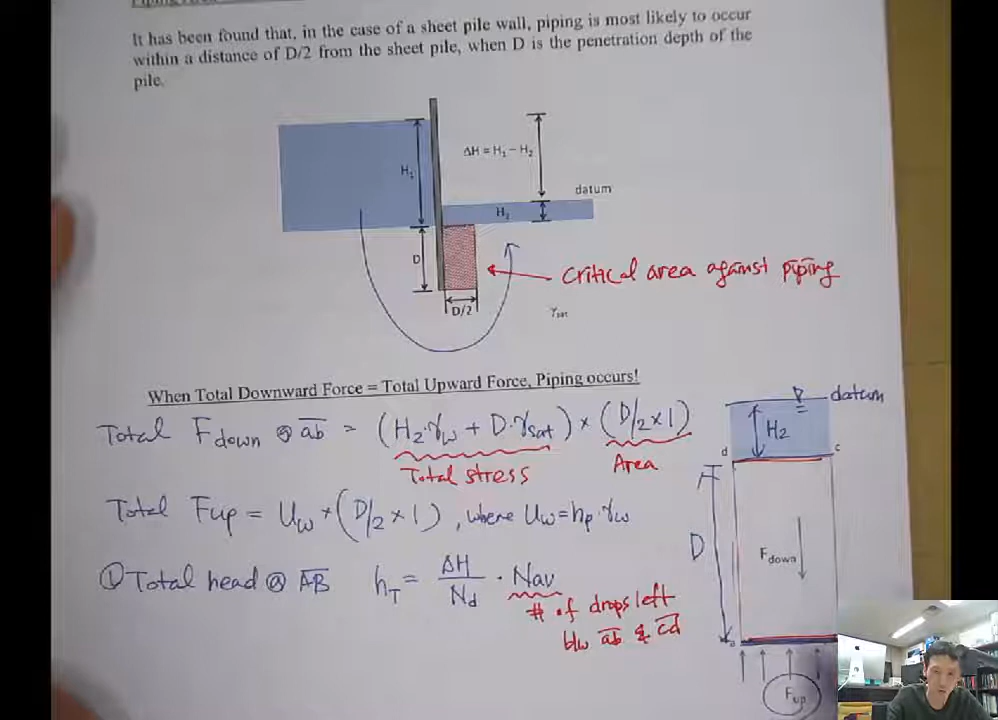 It has been found that, in the case of a sheet pile wall, piping is most likely to occur
within a distance of D/2 from the sheet pile, when D is the penetration depth of the
pile.
ΔH = H₁ − H₂
H₁
datum
H₂
D
Critical area against piping
D/2
γsat
When Total Downward Force = Total Upward Force, Piping occurs!
datum
Total Fdown @ ab = (H₂·γw + D·γsat) × (D/2 × 1)
H₂
Total stress
Area
d c
Total Fup = Uw × (D/2 × 1), where Uw = hp·γw
D
Fdown
① Total head @ AB hT = ΔH/Nd · Nav
# of drops left
b/w ab & cd
Fup